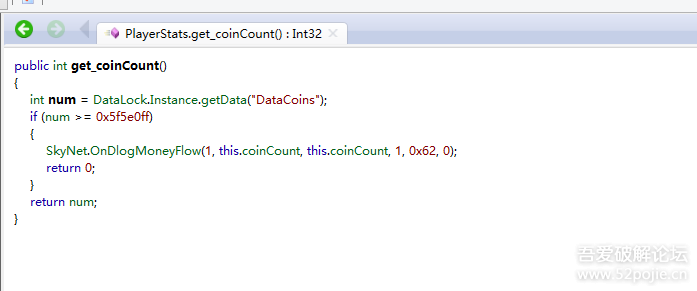 PlayerStats.get_coinCount() : Int32
public int get_coinCount()
{
int num = DataLock.Instance.getData("DataCoins");
if (num >= 0x5f5e0ff)
{
SkyNet.OnDlogMoneyFlow(1, this.coinCount, this.coinCount, 1, 0x62, 0);
return 0;
}
return num;
}
吾爱破解论坛
www.52pojie.cn